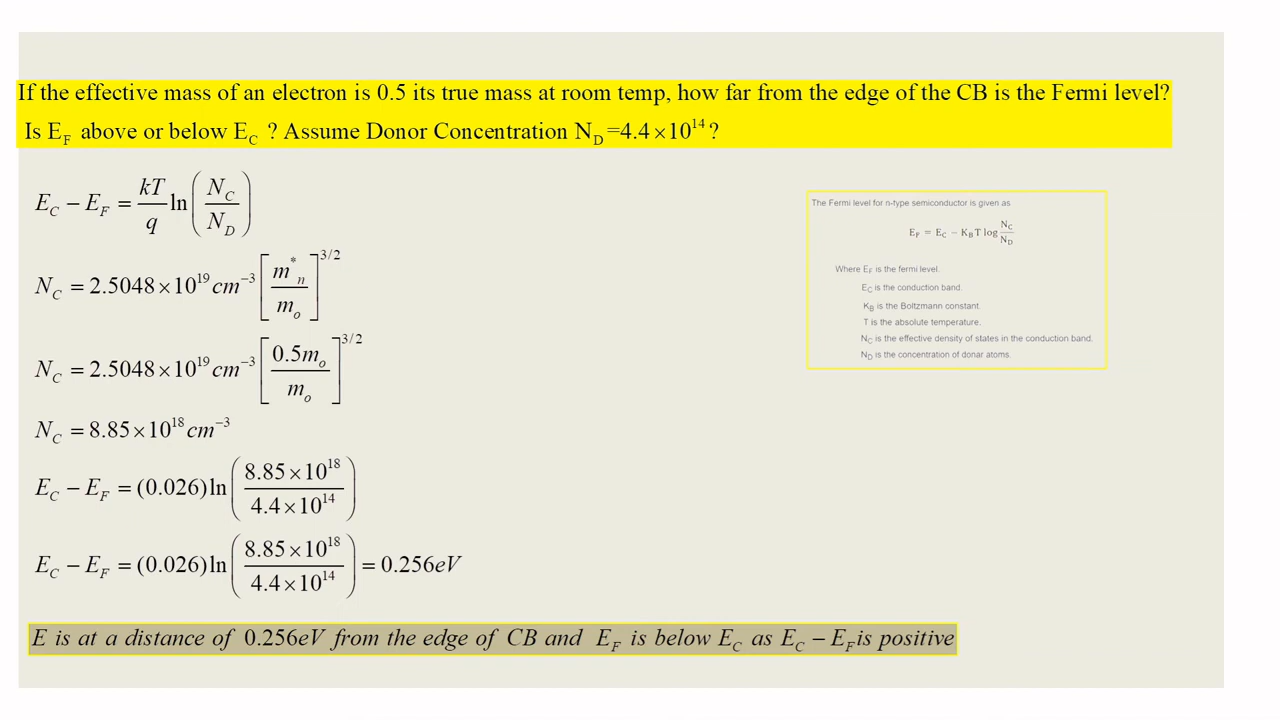 If the effective mass of an electron is 0.5 its true mass at room temp, how far from the edge of the CB is the Fermi level?
Is E_F above or below E_C ? Assume Donor Concentration N_D=4.4×10^14 ?
E_C − E_F = kT/q ln(N_C/N_D)
N_C = 2.5048×10^19 cm^−3 [m*_n/m_o]^3/2
N_C = 2.5048×10^19 cm^−3 [0.5m_o/m_o]^3/2
N_C = 8.85×10^18 cm^−3
E_C − E_F = (0.026)ln(8.85×10^18/4.4×10^14)
E_C − E_F = (0.026)ln(8.85×10^18/4.4×10^14) = 0.256eV
E is at a distance of 0.256eV from the edge of CB and E_F is below E_C as E_C − E_F is positive
The Fermi level for n-type semiconductor is given as
E_F = E_C − K_B T log N_C/N_D
Where E_F is the fermi level.
E_C is the conduction band.
K_B is the Boltzmann constant.
T is the absolute temperature.
N_C is the effective density of states in the conduction band.
N_D is the concentration of donar atoms.